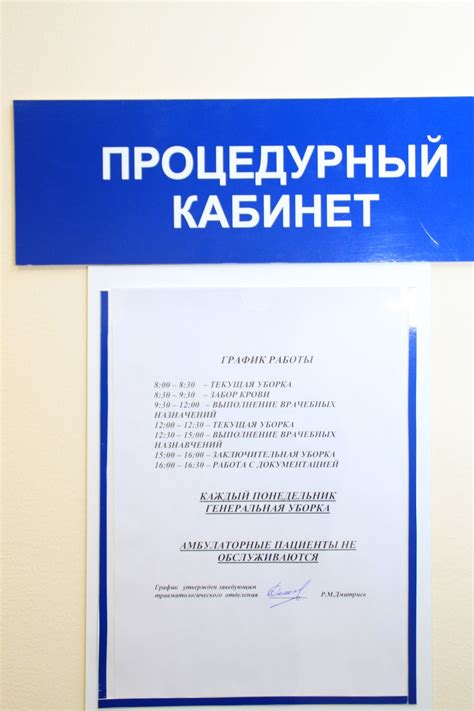 ПРОЦЕДУРНЫЙ
КАБИНЕТ
ГРАФИК РАБОТЫ
8:00 – 8:30 – ТЕКУЩАЯ УБОРКА
8:30 – 9:30 – ЗАБОР КРОВИ
9:30 – 12:00 – ВЫПОЛНЕНИЕ ВРАЧЕБНЫХ
НАЗНАЧЕНИЙ
12:00 – 12:30 – ТЕКУЩАЯ УБОРКА
12:30 – 15:00 – ВЫПОЛНЕНИЕ ВРАЧЕБНЫХ
НАЗНАВЧЕНИЙ
15:00 – 16:00 – ЗАКЛЮЧИТЕЛЬНАЯ УБОРКА
16:00 – 16:30 – РАБОТА С ДОКУМЕНТАЦИЕЙ
КАЖДЫЙ ПОНЕДЕЛЬНИК
ГЕНЕРАЛЬНАЯ УБОРКА
АМБУЛАТОРНЫЕ ПАЦИЕНТЫ НЕ
ОБСЛУЖИВАЮТСЯ
График утвержден заведующим
травматологического отделения Р.М.Дмитриев